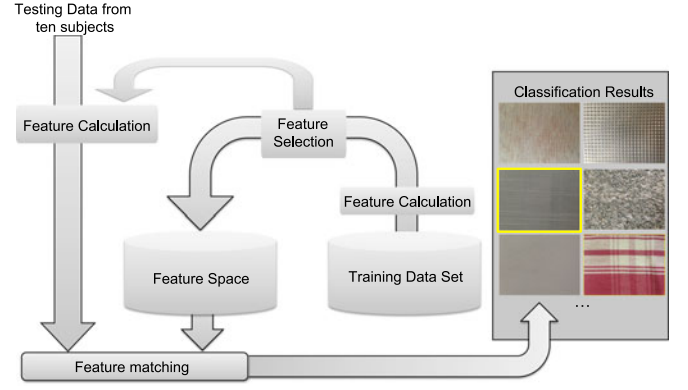 Testing Data from
ten subjects
Feature Calculation
Feature
Selection
Feature Calculation
Feature Space
Training Data Set
Feature matching
Classification Results
...